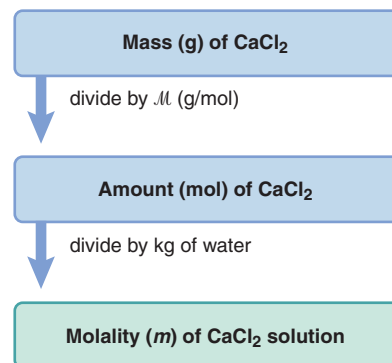 Mass (g) of CaCl₂
divide by ℳ (g/mol)
Amount (mol) of CaCl₂
divide by kg of water
Molality (m) of CaCl₂ solution